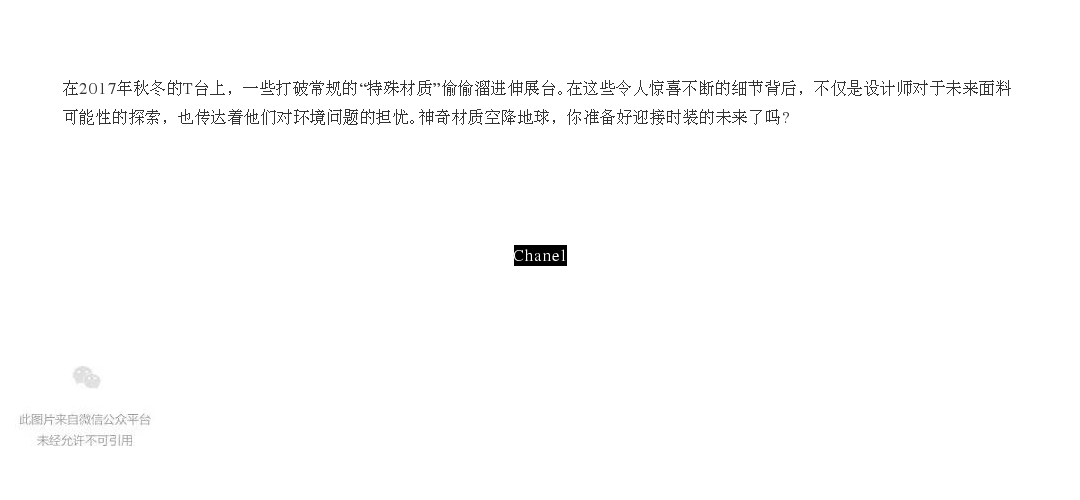 在2017年秋冬的T台上，一些打破常规的“特殊材质”偷偷溜进伸展台。在这些令人惊喜不断的细节背后，不仅是设计师对于未来面料
可能性的探索，也传达着他们对环境问题的担忧。神奇材质空降地球，你准备好迎接时装的未来了吗?
Chanel
此图片来自微信公众平台
未经允许不可引用